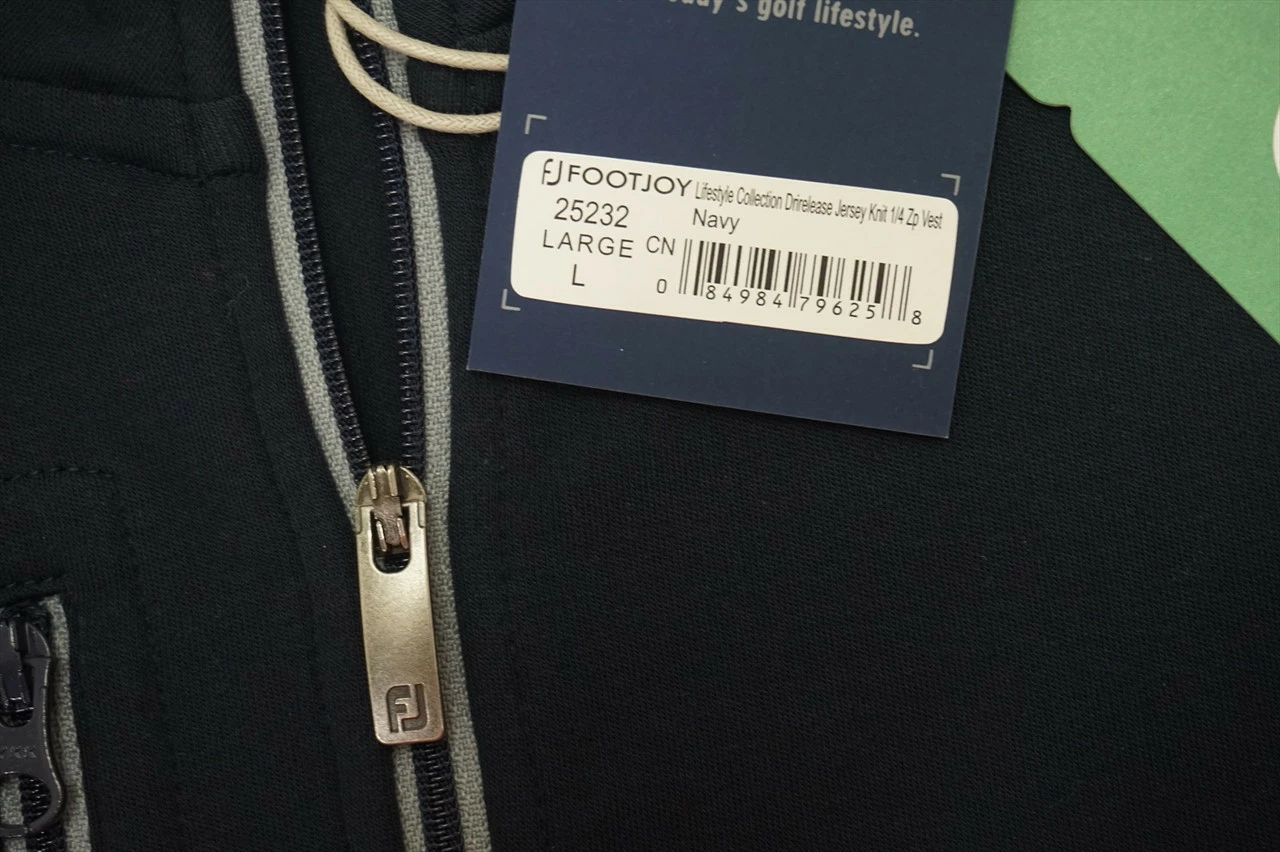 golf lifestyle.
FJ FOOTJOY Lifestyle Collection Drirelease Jersey Knit 1/4 Zp Vest
25232 Navy
LARGE CN
L
0 84984 79625 8
FJ
YKK